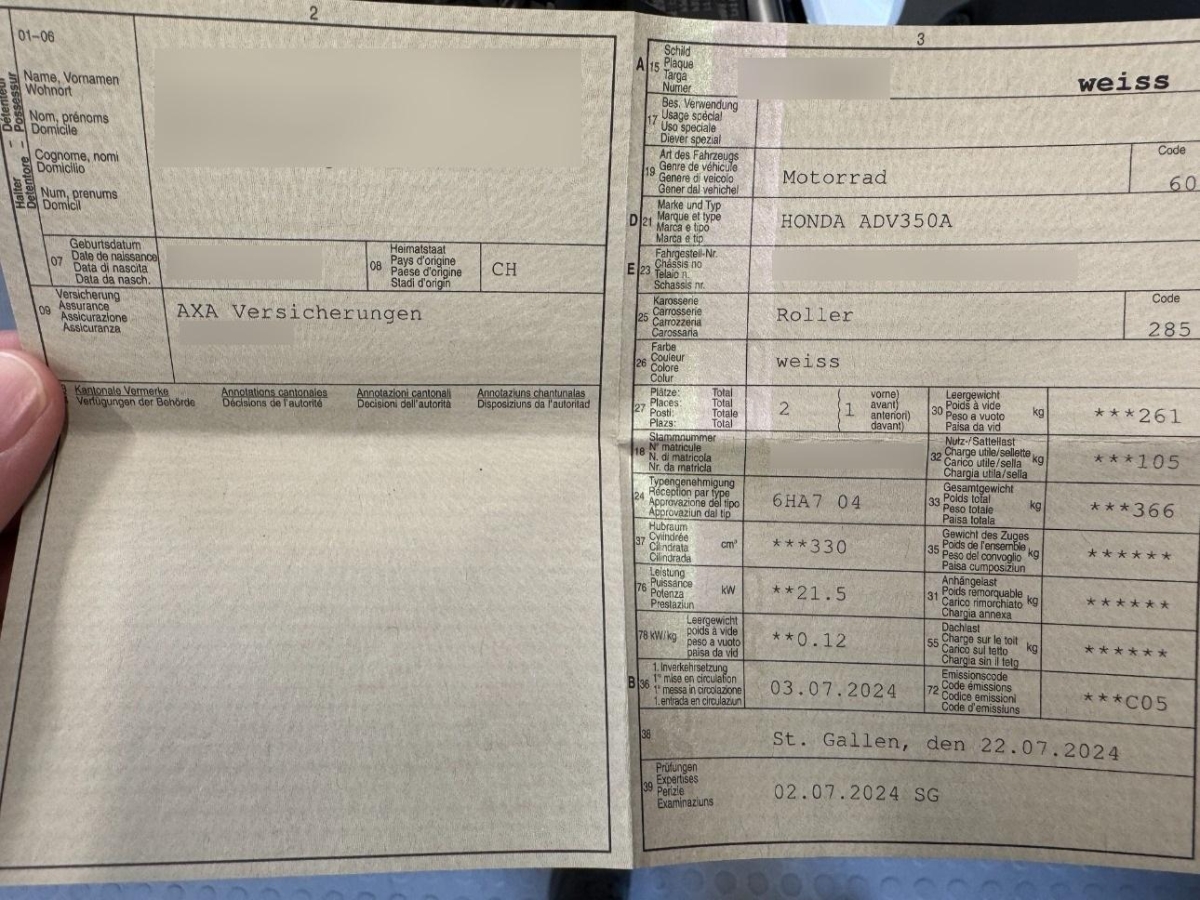 2
01-06
Halter - Détenteur
Detentore - Possessur
Name, Vornamen
Wohnort
Nom, prénoms
Domicile
Cognome, nomi
Domicilio
Num, prenums
Domicil
07
Geburtsdatum
Date de naissance
Data di nascita
Data da nasch.
08
Heimatstaat
Pays d'origine
Paese d'origine
Stadi d'origin
CH
09
Versicherung
Assurance
Assicurazione
Assicuranza
AXA Versicherungen
Kantonale Vermerke
Verfügungen der Behörde
Annotations cantonales
Décisions de l'autorité
Annotazioni cantonali
Decisioni dell'autorità
Annotaziuns chantunalas
Disposiziuns da l'autoritad
3
A 15
Schild
Plaque
Targa
Numer
weiss
17
Bes. Verwendung
Usage spécial
Uso speciale
Diever spezial
19
Art des Fahrzeugs
Genre de véhicule
Genere di veicolo
Gener dal vehichel
Motorrad
Code
60
D 21
Marke und Typ
Marque et type
Marca e tipo
Marca e tip
HONDA ADV350A
E 23
Fahrgestell-Nr.
Châssis no
Telaio n.
Schassis nr.
25
Karosserie
Carrosserie
Carrozzeria
Carossaria
Roller
Code
285
26
Farbe
Couleur
Colore
Colur
weiss
27
Plätze: Total
Places: Total
Posti: Totale
Plazs: Total
2
1
vorne)
avant)
anteriori)
davant)
30
Leergewicht
Poids à vide
Peso a vuoto
Paisa da vid
kg
***261
18
Stammnummer
N° matricule
N. di matricola
Nr. da matricla
32
Nutz-/Sattellast
Charge utile/sellette
Carico utile/sella
Chargia utila/sella
kg
***105
24
Typengenehmigung
Réception par type
Approvazione del tipo
Approvaziun dal tip
6HA7 04
33
Gesamtgewicht
Poids total
Peso totale
Paisa totala
kg
***366
37
Hubraum
Cylindrée
Cilindrata
Cilindrada
cm³
***330
35
Gewicht des Zuges
Poids de l'ensemble
Peso del convoglio
Paisa cumposiziun
kg
******
76
Leistung
Puissance
Potenza
Prestaziun
kW
**21.5
31
Anhängelast
Poids remorquable
Carico rimorchiato
Chargia annexa
kg
******
78 kW/kg
Leergewicht
poids à vide
peso a vuoto
paisa da vid
**0.12
55
Dachlast
Charge sur le toit
Carico sul tetto
Chargia sin il tetg
kg
******
B 36
1. Inverkehrsetzung
1re mise en circulation
1a messa in circolazione
1. entrada en circulaziun
03.07.2024
72
Emissionscode
Code émissions
Codice emissioni
Code d'emissiuns
***C05
38
St. Gallen, den 22.07.2024
39
Prüfungen
Expertises
Perizie
Examinaziuns
02.07.2024 SG